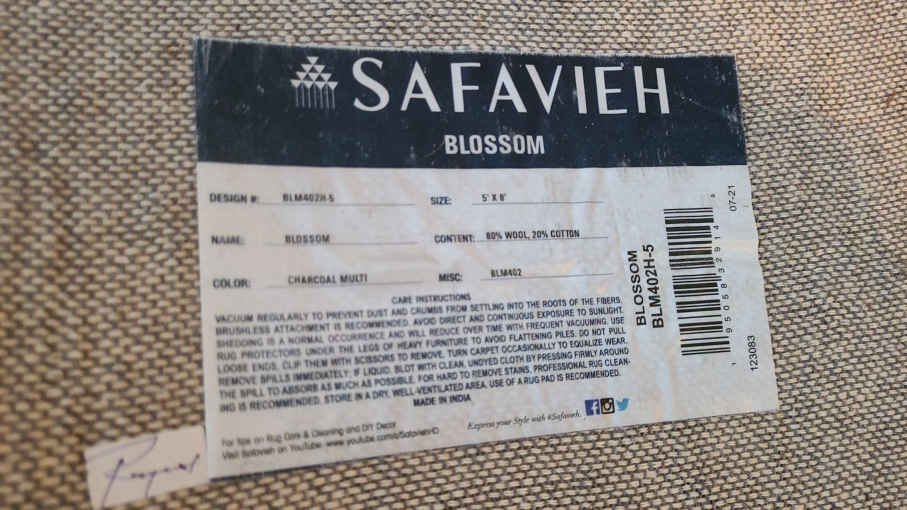 SAFAVIEH
BLOSSOM
DESIGN #: BLM402H-5 SIZE: 5' X 8'
NAME: BLOSSOM CONTENT: 80% WOOL, 20% COTTON
COLOR: CHARCOAL MULTI MISC: BLM402
CARE INSTRUCTIONS
VACUUM REGULARLY TO PREVENT DUST AND CRUMBS FROM SETTLING INTO THE ROOTS OF THE FIBERS.
BRUSHLESS ATTACHMENT IS RECOMMENDED. AVOID DIRECT AND CONTINUOUS EXPOSURE TO SUNLIGHT.
SHEDDING IS A NORMAL OCCURRENCE AND WILL REDUCE OVER TIME WITH FREQUENT VACUUMING. USE
RUG PROTECTORS UNDER THE LEGS OF HEAVY FURNITURE TO AVOID FLATTENING PILES. DO NOT PULL
LOOSE ENDS, CLIP THEM WITH SCISSORS TO REMOVE. TURN CARPET OCCASIONALLY TO EQUALIZE WEAR.
REMOVE SPILLS IMMEDIATELY: IF LIQUID, BLOT WITH CLEAN, UNDYED CLOTH BY PRESSING FIRMLY AROUND
THE SPILL TO ABSORB AS MUCH AS POSSIBLE. FOR HARD TO REMOVE STAINS, PROFESSIONAL RUG CLEAN-
ING IS RECOMMENDED. STORE IN A DRY, WELL-VENTILATED AREA. USE OF A RUG PAD IS RECOMMENDED.
MADE IN INDIA
Express your Style with #Safavieh.
For tips on Rug Care & Cleaning and DIY Decor
Visit Safavieh on YouTube: www.youtube.com/c/Safavieh©
BLOSSOM
BLM402H-5
1 95058 32914
07-21
123083